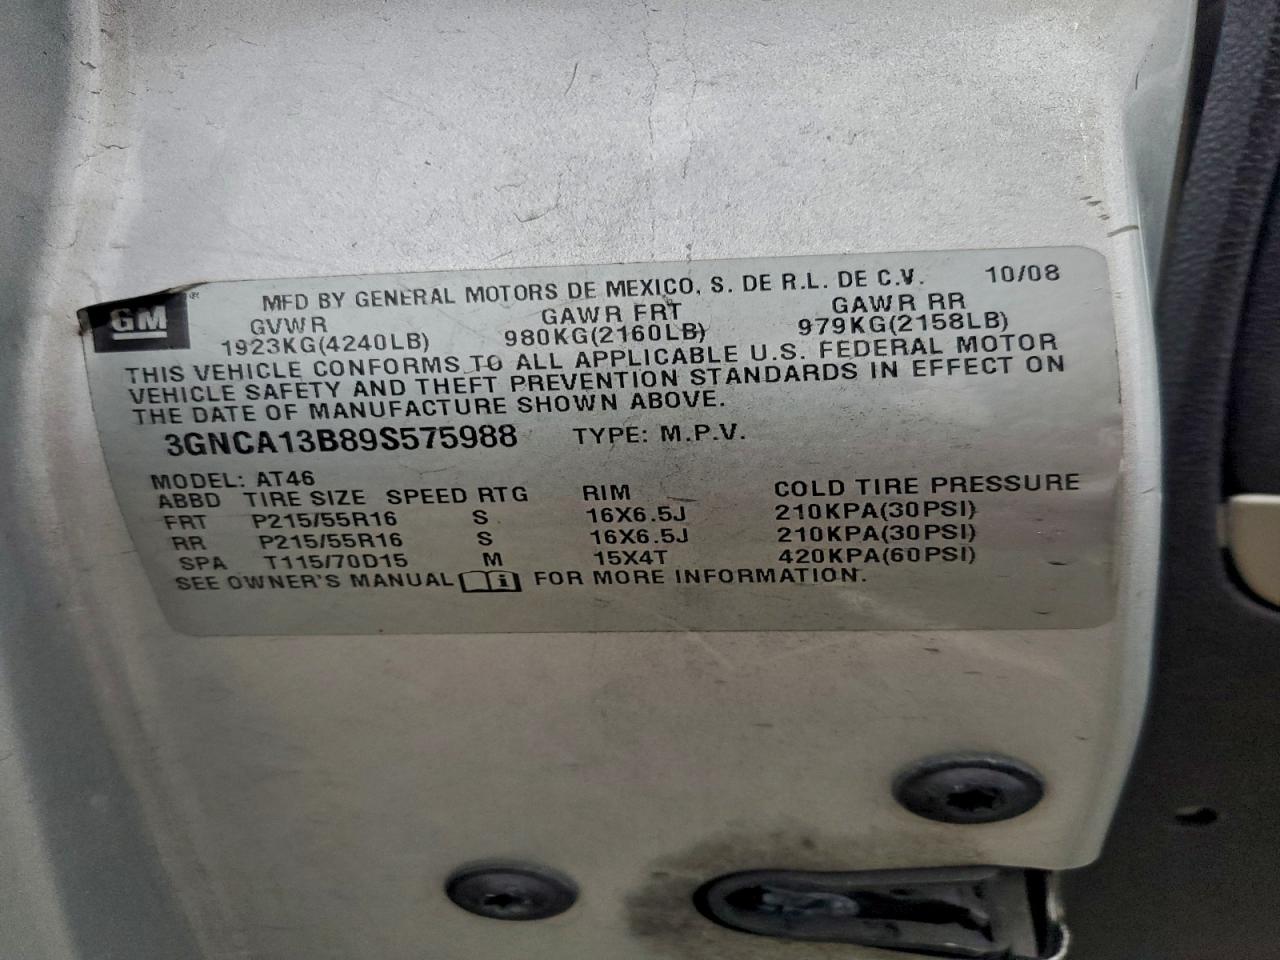 GM
MFD BY GENERAL MOTORS DE MEXICO, S. DE R.L. DE C.V. 10/08
GVWR GAWR FRT GAWR RR
1923KG(4240LB) 980KG(2160LB) 979KG(2158LB)
THIS VEHICLE CONFORMS TO ALL APPLICABLE U.S. FEDERAL MOTOR
VEHICLE SAFETY AND THEFT PREVENTION STANDARDS IN EFFECT ON
THE DATE OF MANUFACTURE SHOWN ABOVE.
3GNCA13B89S575988 TYPE: M.P.V.
MODEL: AT46
ABBD TIRE SIZE SPEED RTG RIM COLD TIRE PRESSURE
FRT P215/55R16 S 16X6.5J 210KPA(30PSI)
RR P215/55R16 S 16X6.5J 210KPA(30PSI)
SPA T115/70D15 M 15X4T 420KPA(60PSI)
SEE OWNER'S MANUAL FOR MORE INFORMATION.